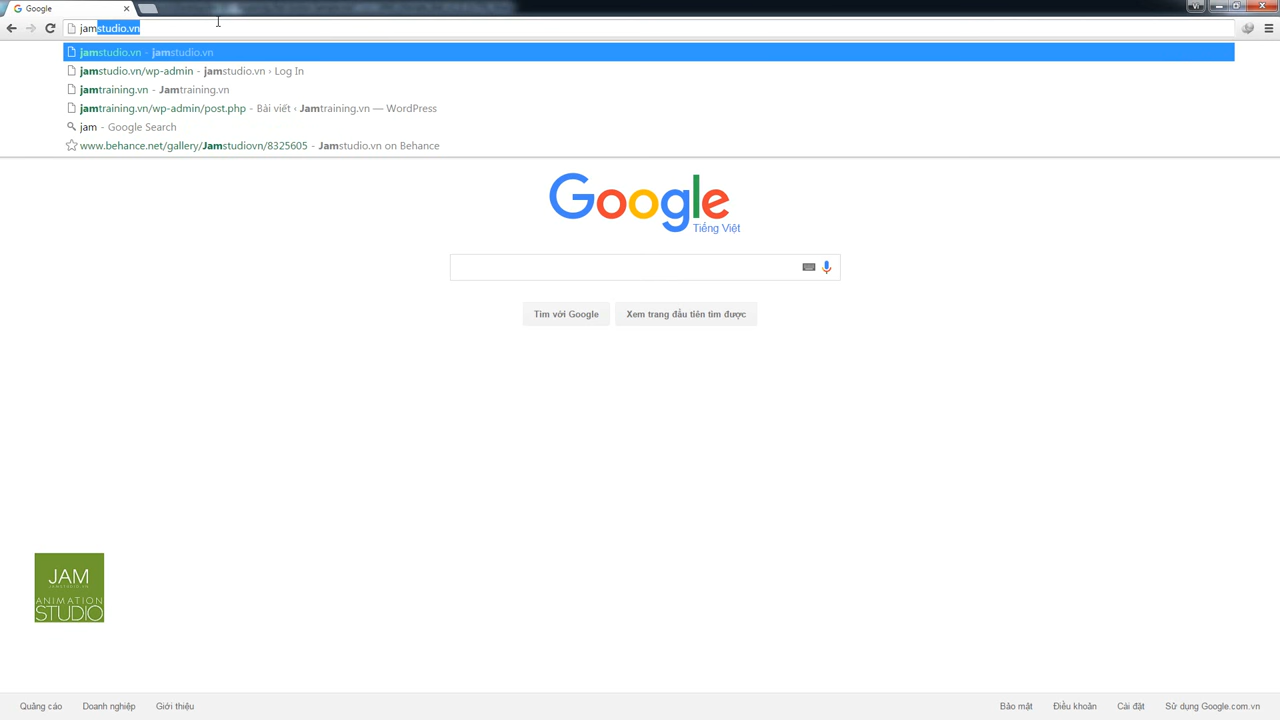 Google
Vi
jamstudio.vn
jamstudio.vn - jamstudio.vn
jamstudio.vn/wp-admin - jamstudio.vn › Log In
jamtraining.vn - Jamtraining.vn
jamtraining.vn/wp-admin/post.php - Bài viết ‹ Jamtraining.vn — WordPress
jam - Google Search
www.behance.net/gallery/Jamstudiovn/8325605 - Jamstudio.vn on Behance
Google
Tiếng Việt
Tìm với Google
Xem trang đầu tiên tìm được
JAM
JAMSTUDIO.VN
ANIMATION
STUDIO
Quảng cáo
Doanh nghiệp
Giới thiệu
Bảo mật
Điều khoản
Cài đặt
Sử dụng Google.com.vn